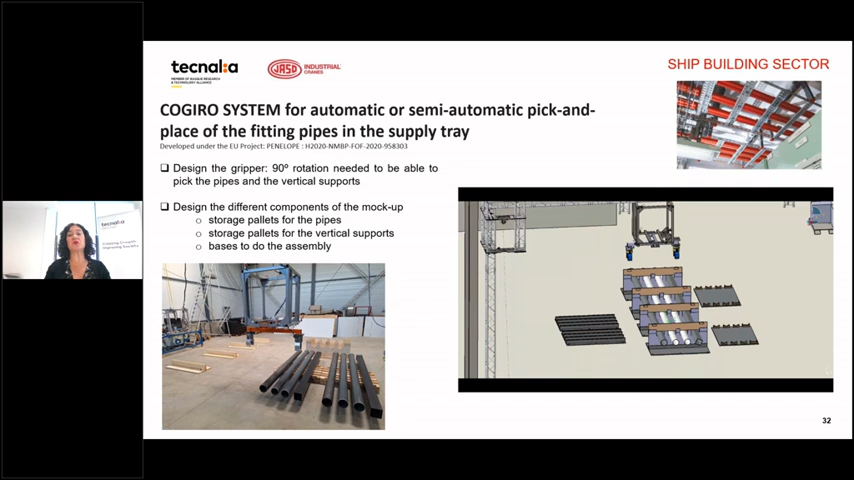 tecnal:a
MEMBER OF BASQUE RESEARCH
& TECHNOLOGY ALLIANCE
JASO INDUSTRIAL
CRANES
SHIP BUILDING SECTOR
COGIRO SYSTEM for automatic or semi-automatic pick-and-
place of the fitting pipes in the supply tray
Developed under the EU Project: PENELOPE : H2020-NMBP-FOF-2020-958303
Design the gripper: 90º rotation needed to be able to
pick the pipes and the vertical supports
Design the different components of the mock-up
storage pallets for the pipes
storage pallets for the vertical supports
bases to do the assembly
tecnal:a
32